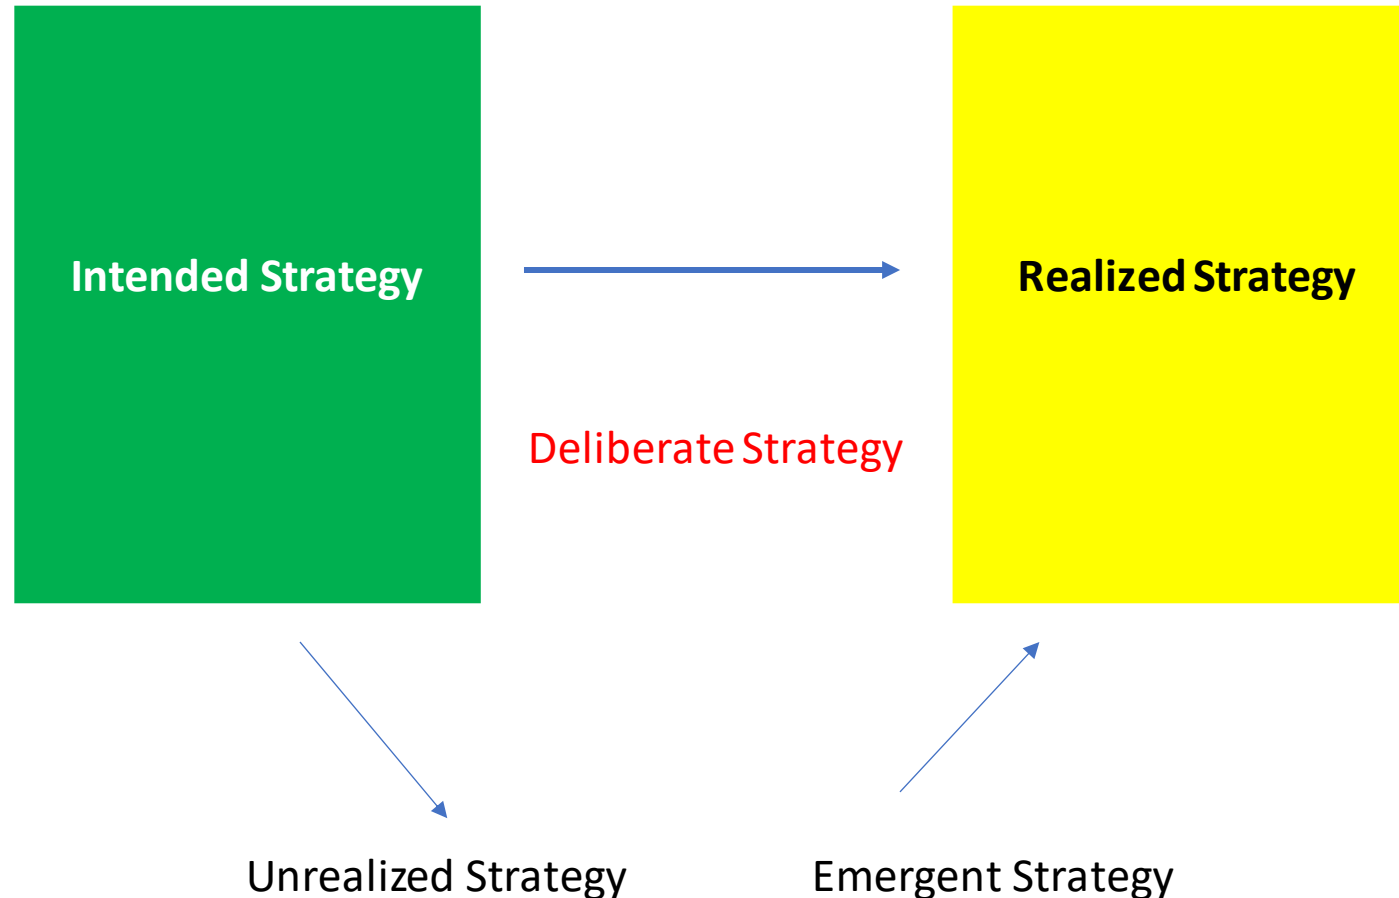 Intended Strategy
Realized Strategy
Deliberate Strategy
Unrealized Strategy
Emergent Strategy